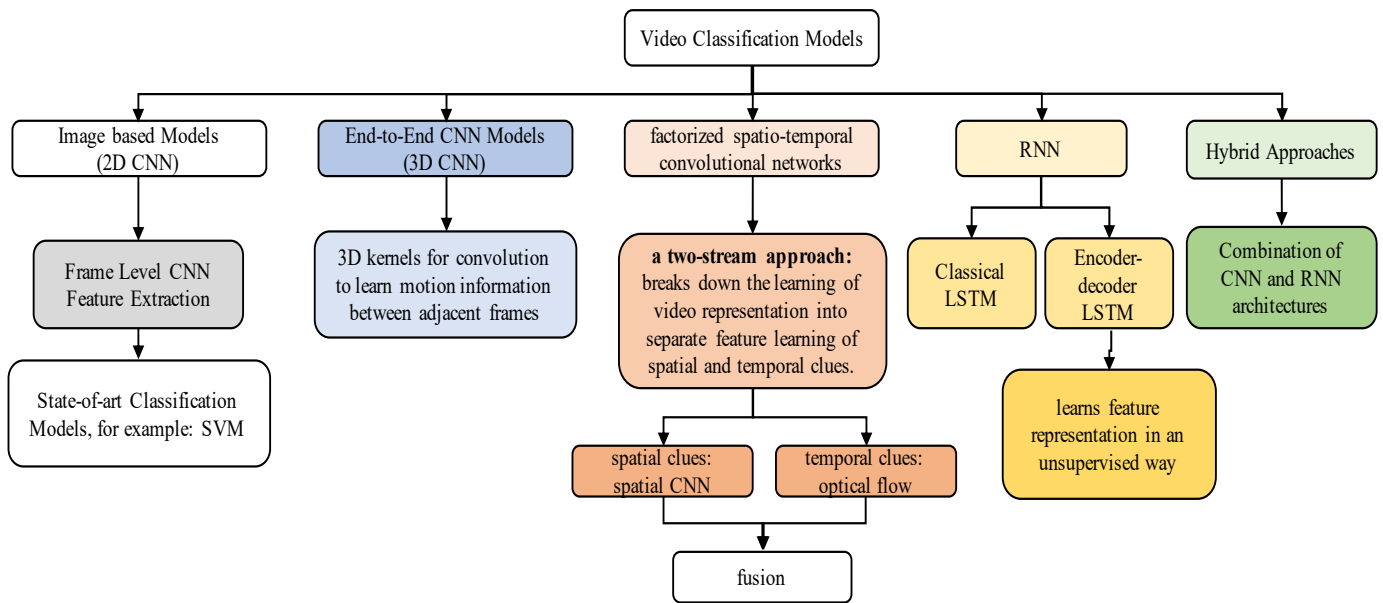 Video Classification Models
Image based Models
(2D CNN)
End-to-End CNN Models
(3D CNN)
factorized spatio-temporal
convolutional networks
RNN
Hybrid Approaches
Frame Level CNN
Feature Extraction
3D kernels for convolution
to learn motion information
between adjacent frames
a two-stream approach:
breaks down the learning of
video representation into
separate feature learning of
spatial and temporal clues.
Classical
LSTM
Encoder-
decoder
LSTM
Combination of
CNN and RNN
architectures
State-of-art Classification
Models, for example: SVM
learns feature
representation in an
unsupervised way
spatial clues:
spatial CNN
temporal clues:
optical flow
fusion